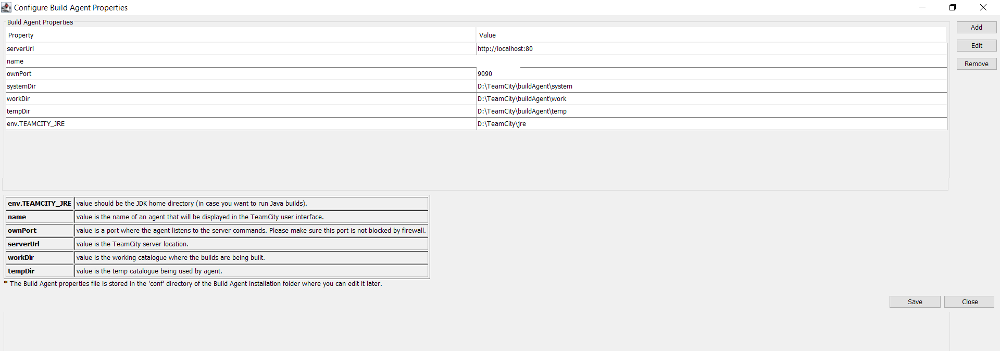 Configure Build Agent Properties
Build Agent Properties
Add
Property Value
Edit
serverUrl http://localhost:80
name
Remove
ownPort 9090
systemDir D:\TeamCity\buildAgent\system
workDir D:\TeamCity\buildAgent\work
tempDir D:\TeamCity\buildAgent\temp
env.TEAMCITY_JRE D:\TeamCity\jre
env.TEAMCITY_JRE value should be the JDK home directory (in case you want to run Java builds).
name value is the name of an agent that will be displayed in the TeamCity user interface.
ownPort value is a port where the agent listens to the server commands. Please make sure this port is not blocked by firewall.
serverUrl value is the TeamCity server location.
workDir value is the working catalogue where the builds are being built.
tempDir value is the temp catalogue being used by agent.
* The Build Agent properties file is stored in the 'conf' directory of the Build Agent installation folder where you can edit it later.
Save Close